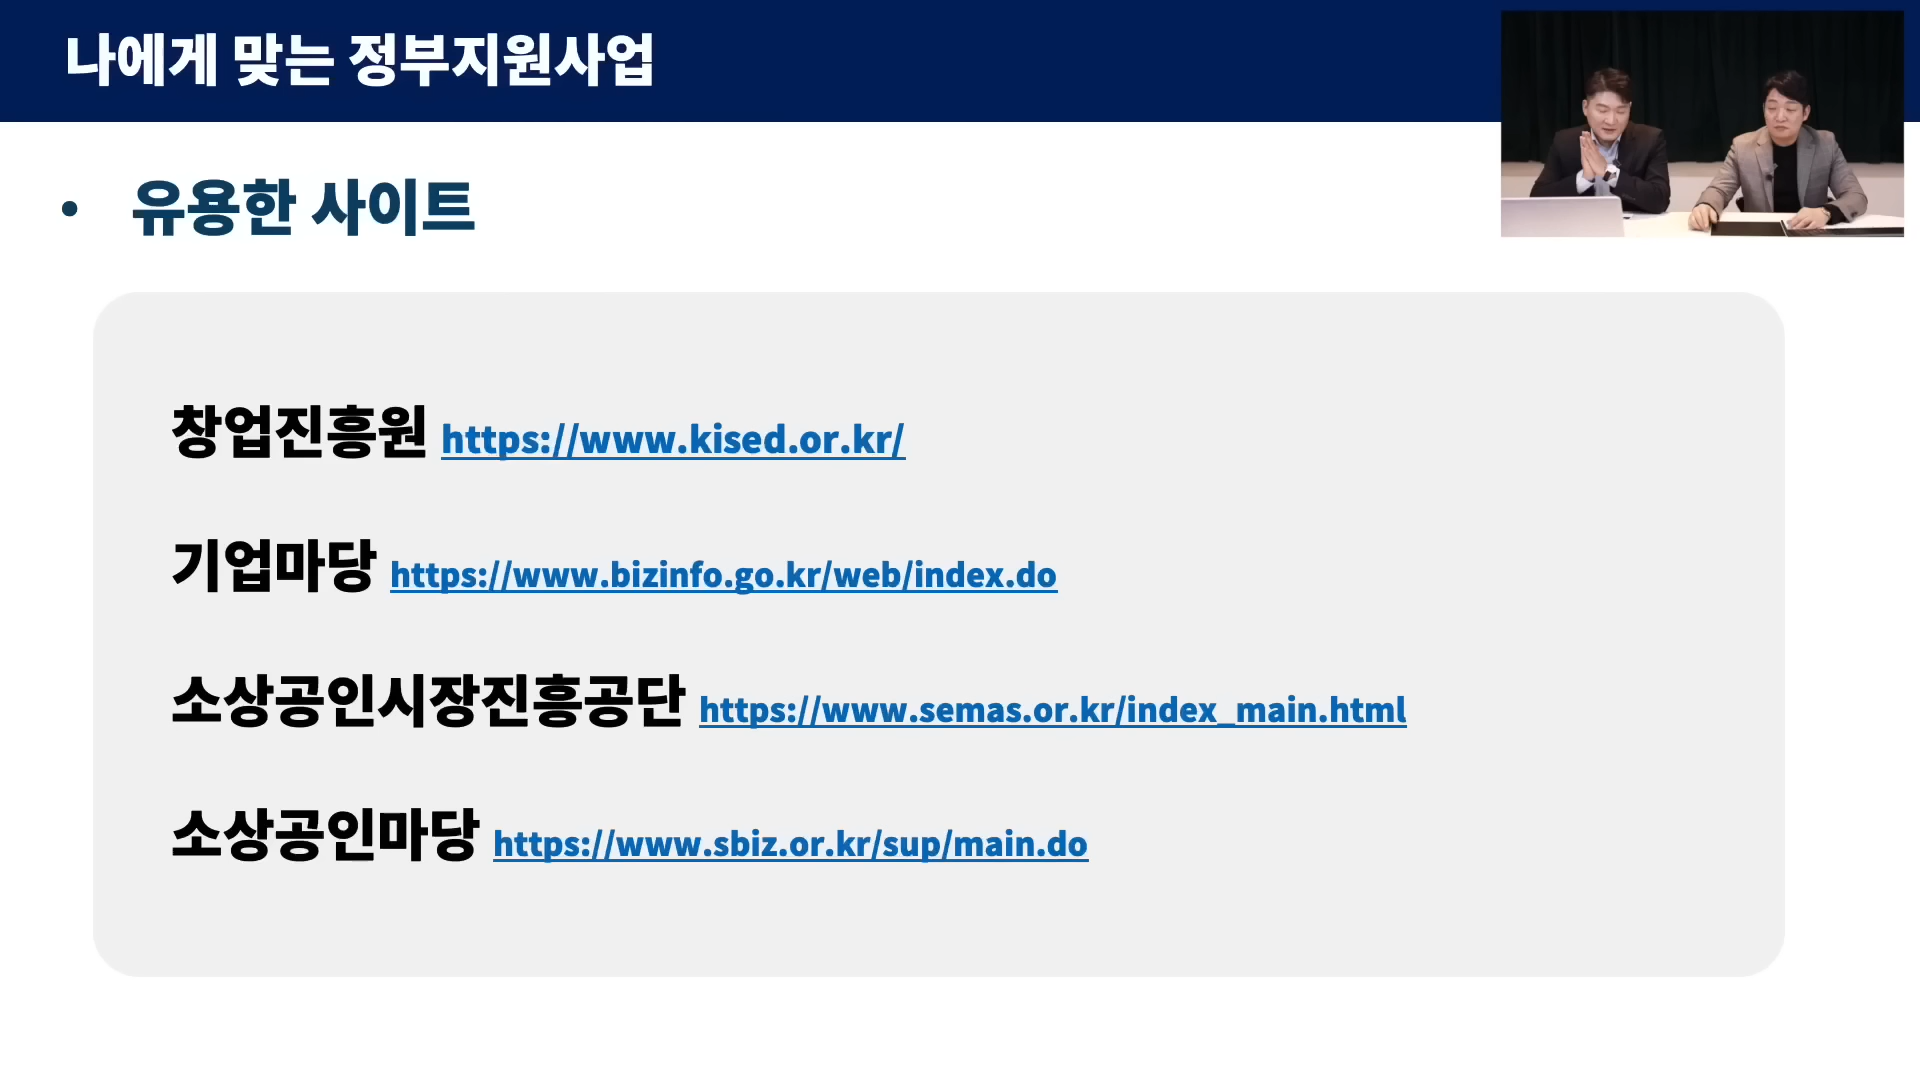 나에게 맞는 정부지원사업
• 유용한 사이트
창업진흥원 https://www.kised.or.kr/
기업마당 https://www.bizinfo.go.kr/web/index.do
소상공인시장진흥공단 https://www.semas.or.kr/index_main.html
소상공인마당 https://www.sbiz.or.kr/sup/main.do